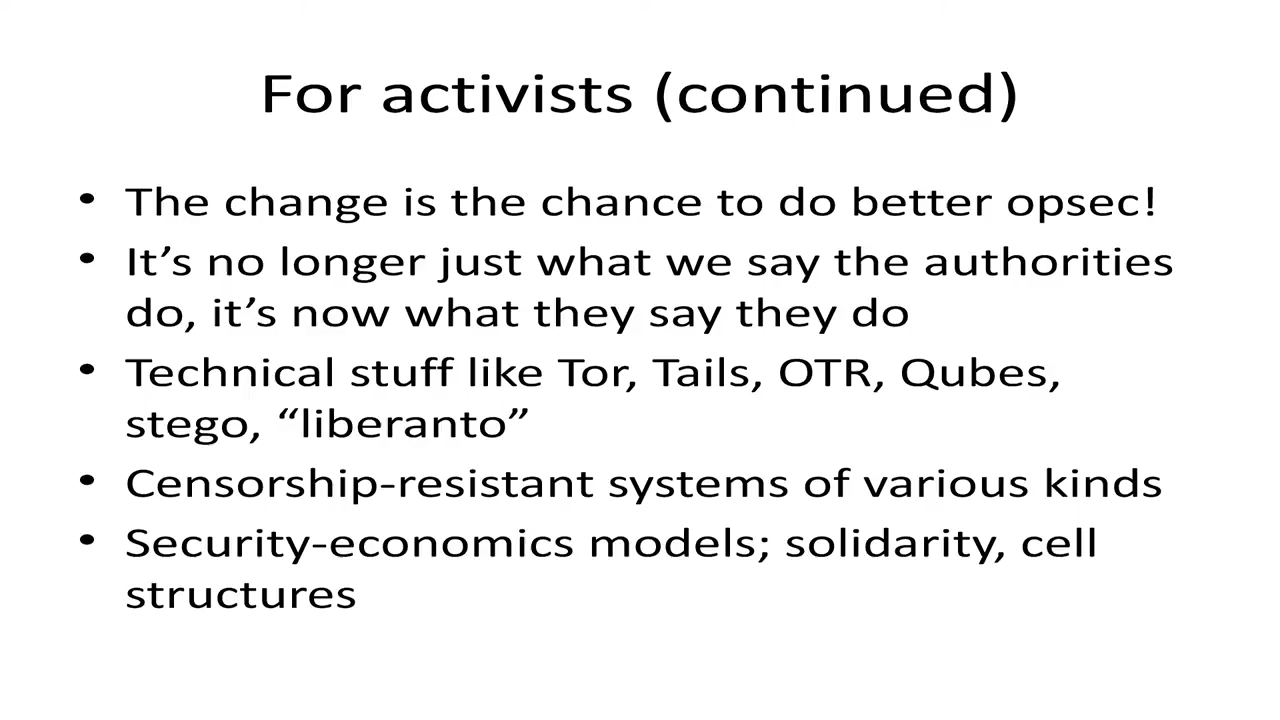 For activists (continued)
• The change is the chance to do better opsec!
• It’s no longer just what we say the authorities
do, it’s now what they say they do
• Technical stuff like Tor, Tails, OTR, Qubes,
stego, “liberanto”
• Censorship-resistant systems of various kinds
• Security-economics models; solidarity, cell
structures